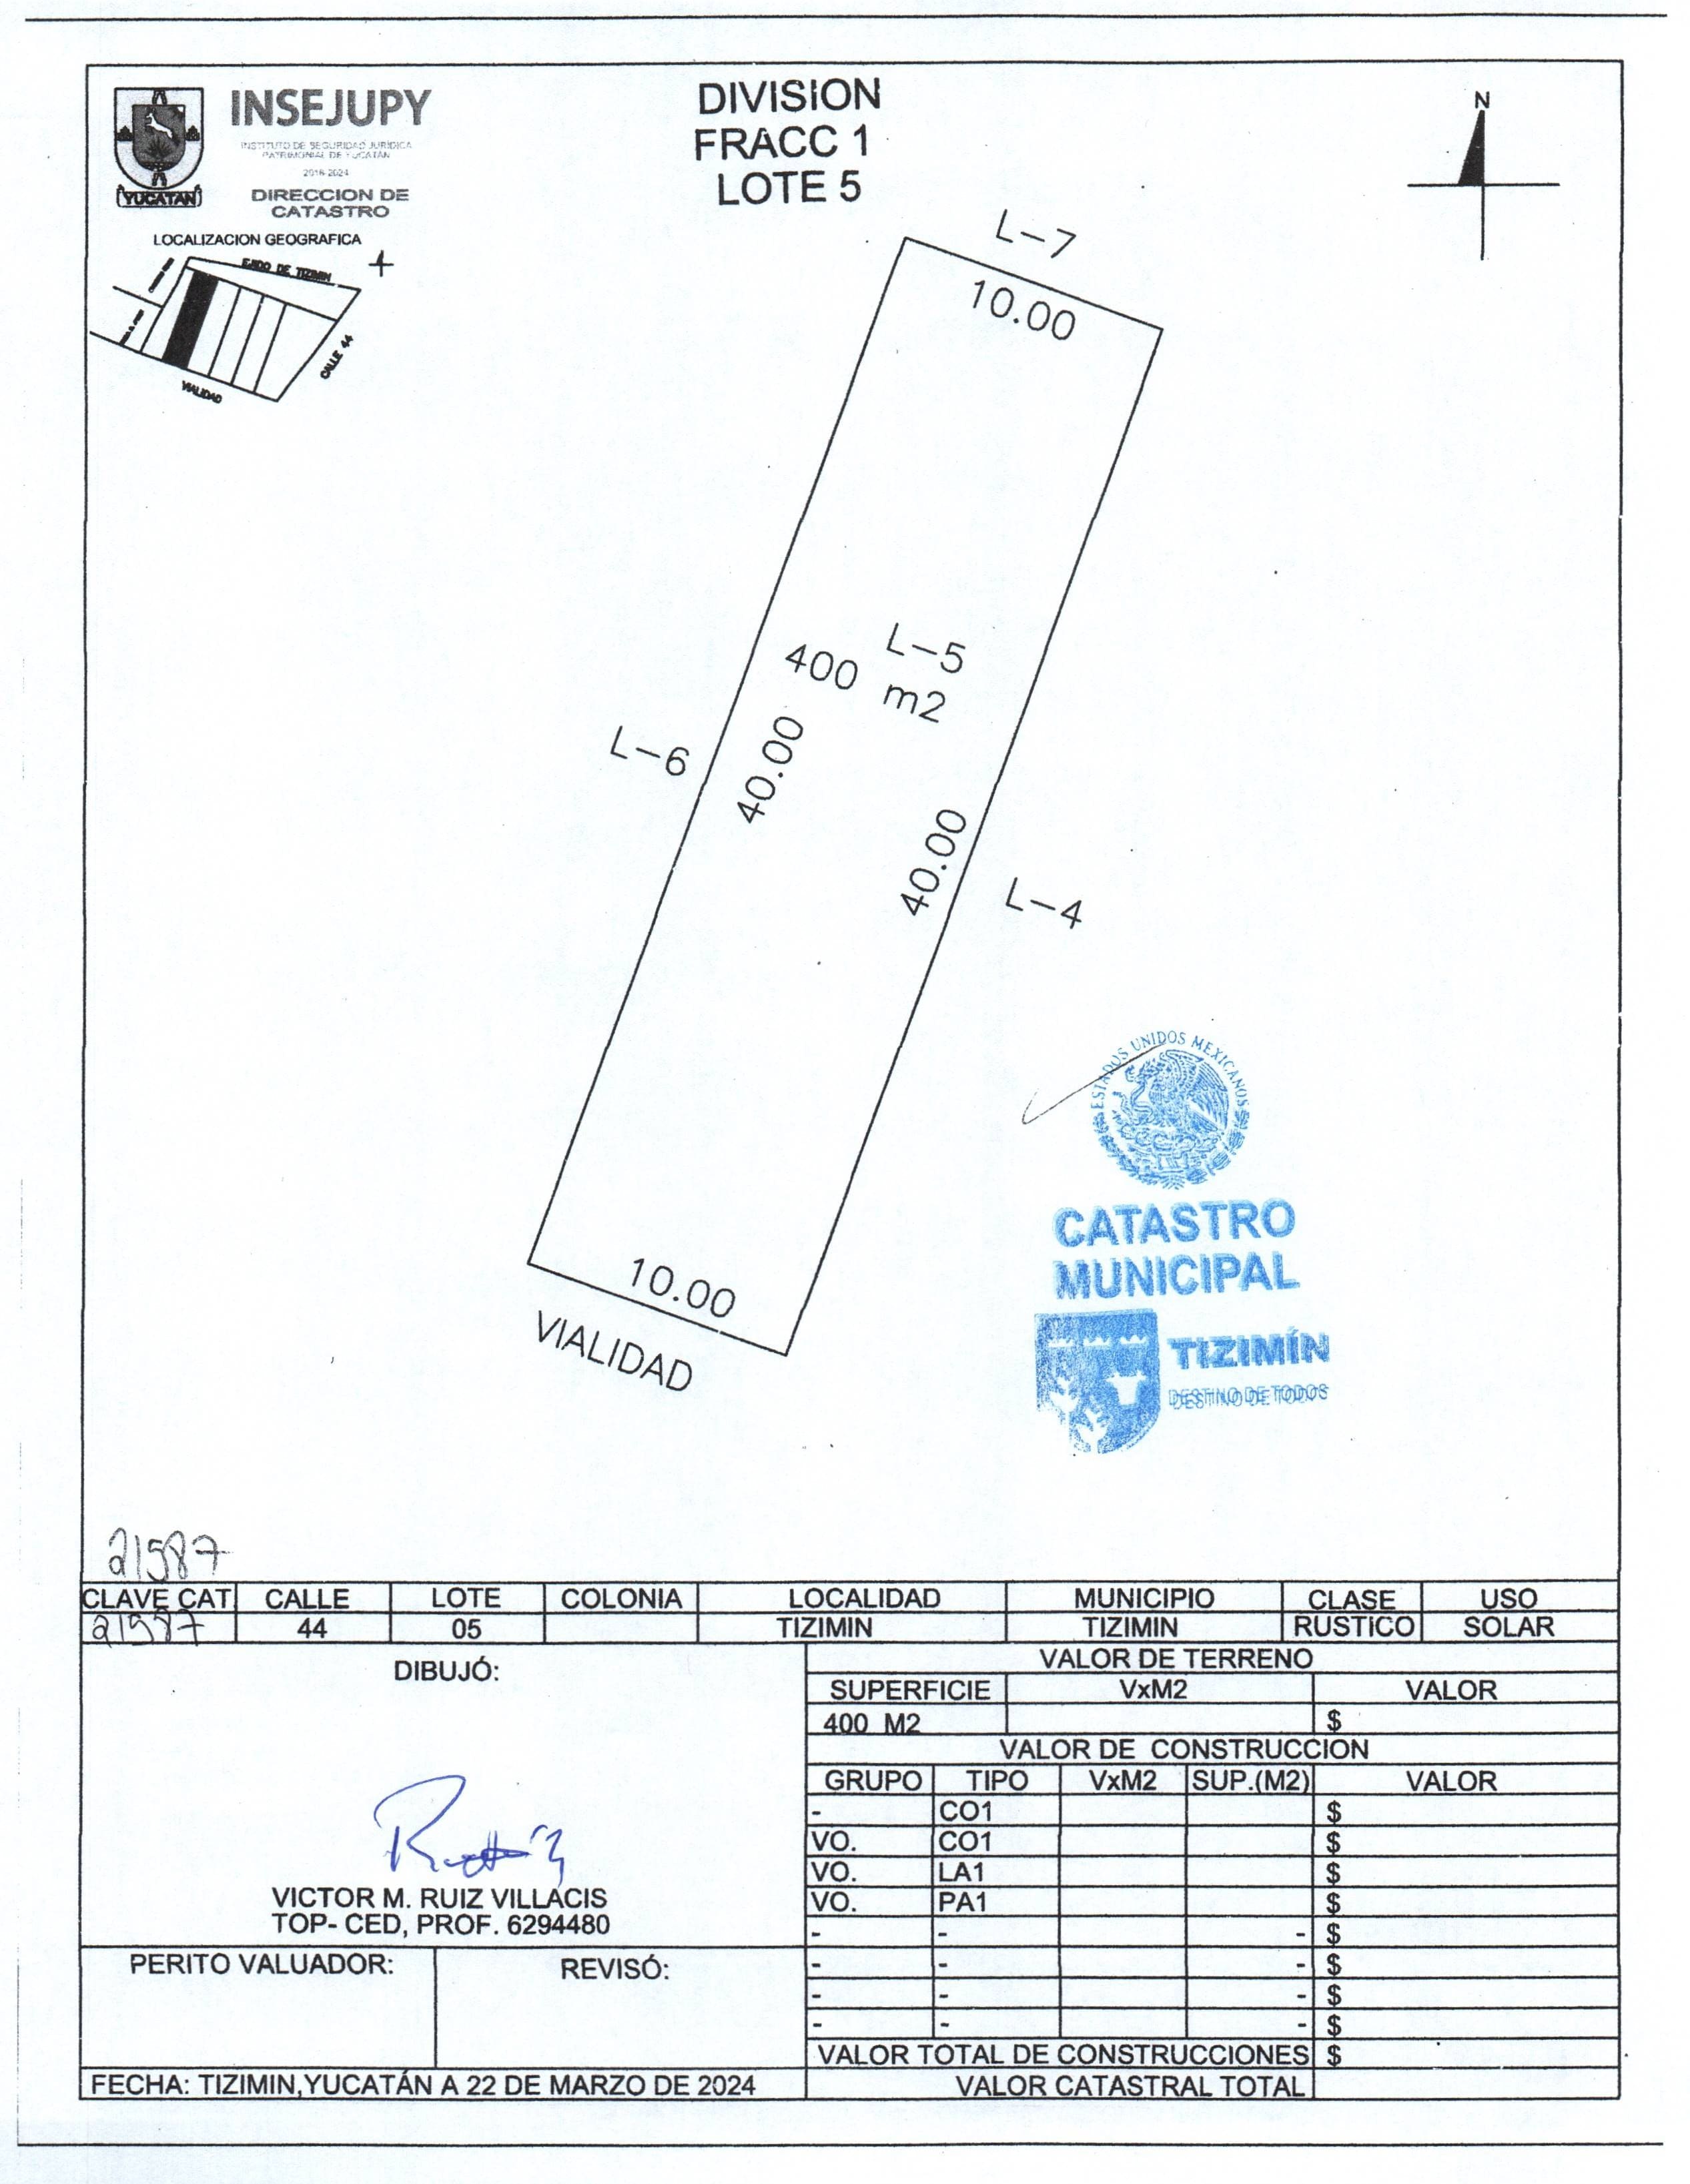 DIVISION
FRACC 1
LOTE 5
N
YUCATAN
INSEJUPY
INSTITUTO DE SEGURIDAD JURIDICA
PATRIMONIAL DE YUCATAN
2018-2024
DIRECCION DE
CATASTRO
LOCALIZACION GEOGRAFICA
EJIDO DE TIZIMIN
CALLE 44
VIALIDAD
L-7
10.00
L-5
400 m2
L-6
40.00
40.00
L-4
10.00
VIALIDAD
ESTADOS UNIDOS MEXICANOS
CATASTRO
MUNICIPAL
TIZIMÍN
DESTINO DE TODOS
21587
CLAVE CAT CALLE LOTE COLONIA LOCALIDAD MUNICIPIO CLASE USO
21587 44 05 TIZIMIN TIZIMIN RUSTICO SOLAR
DIBUJÓ:
VICTOR M. RUIZ VILLACIS
TOP- CED, PROF. 6294480
PERITO VALUADOR: REVISÓ:
FECHA: TIZIMIN,YUCATÁN A 22 DE MARZO DE 2024
VALOR DE TERRENO
SUPERFICIE VxM2 VALOR
400 M2 $
VALOR DE CONSTRUCCION
GRUPO TIPO VxM2 SUP.(M2) VALOR
- CO1 $
VO. CO1 $
VO. LA1 $
VO. PA1 $
- - - $
- - - $
- - - $
- - - $
VALOR TOTAL DE CONSTRUCCIONES $
VALOR CATASTRAL TOTAL